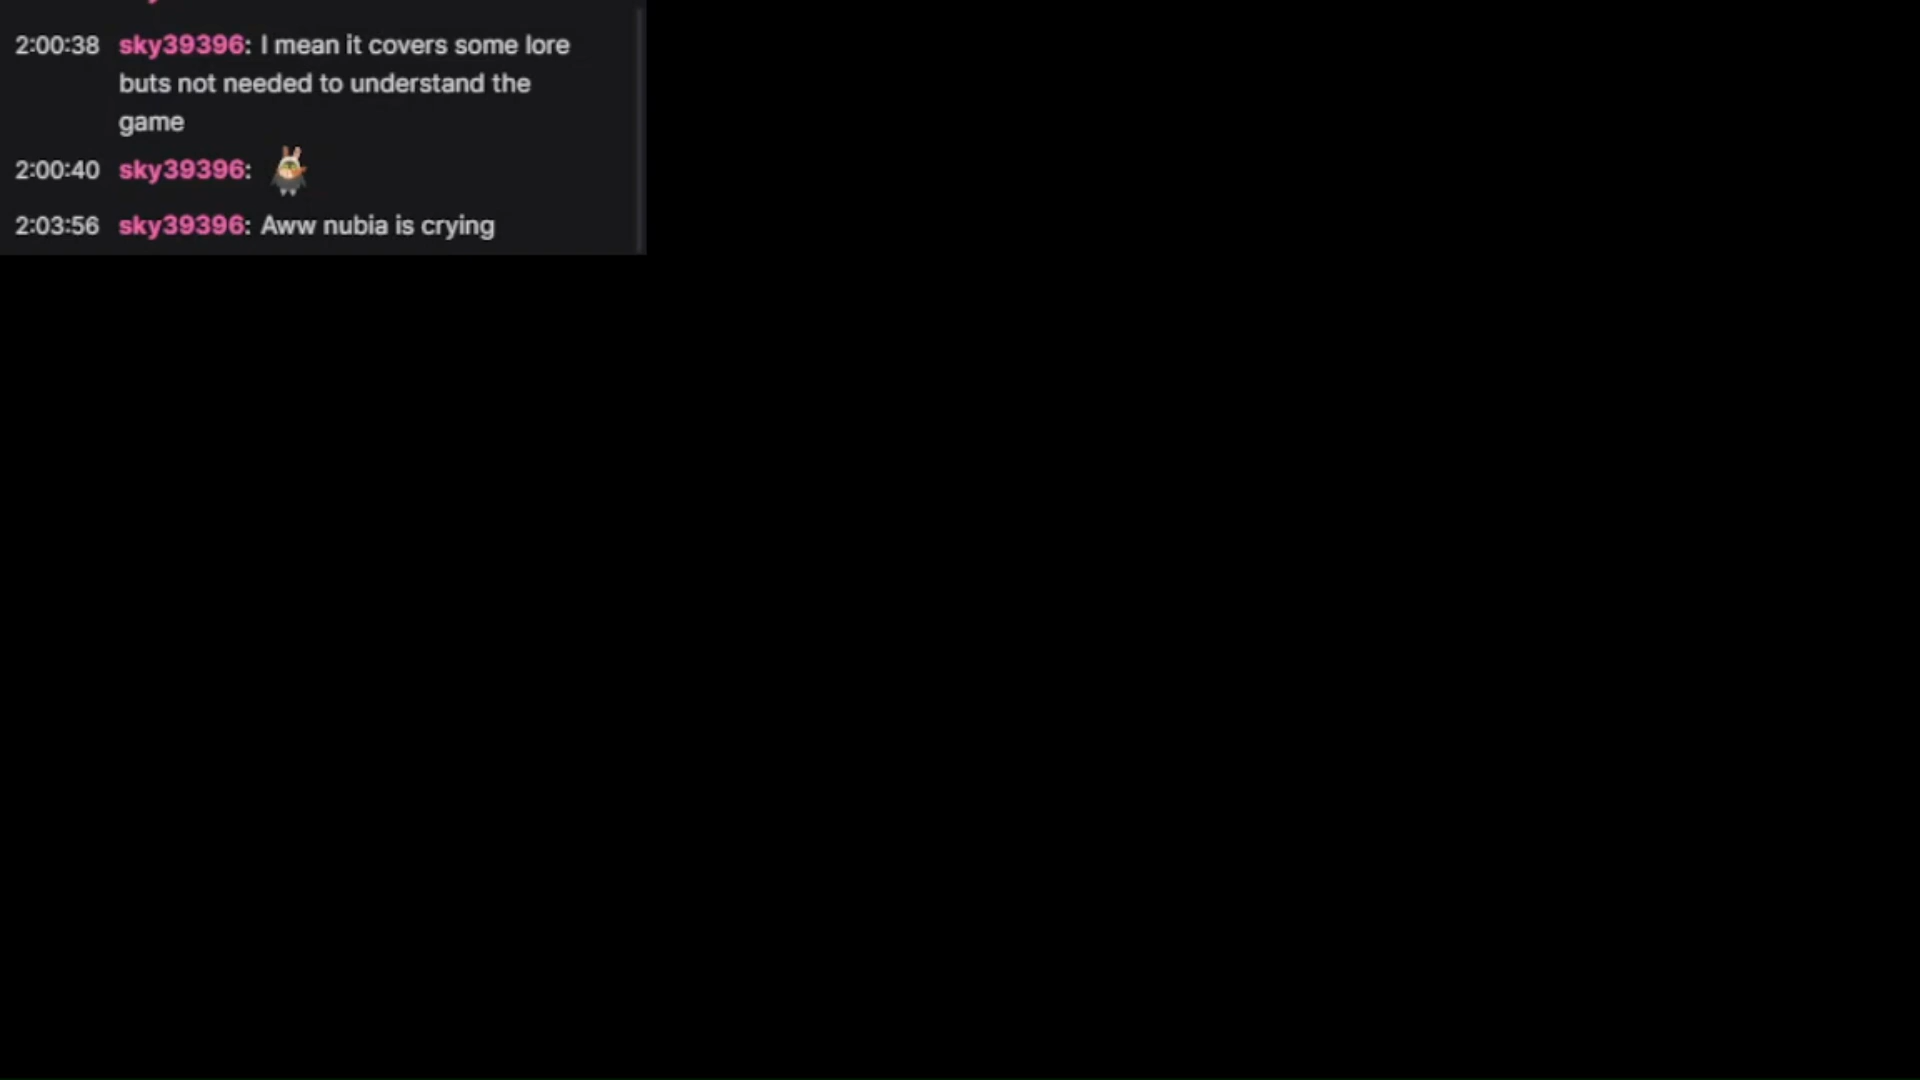 2:00:38 sky39396: I mean it covers some lore
buts not needed to understand the
game
2:00:40 sky39396:
2:03:56 sky39396: Aww nubia is crying